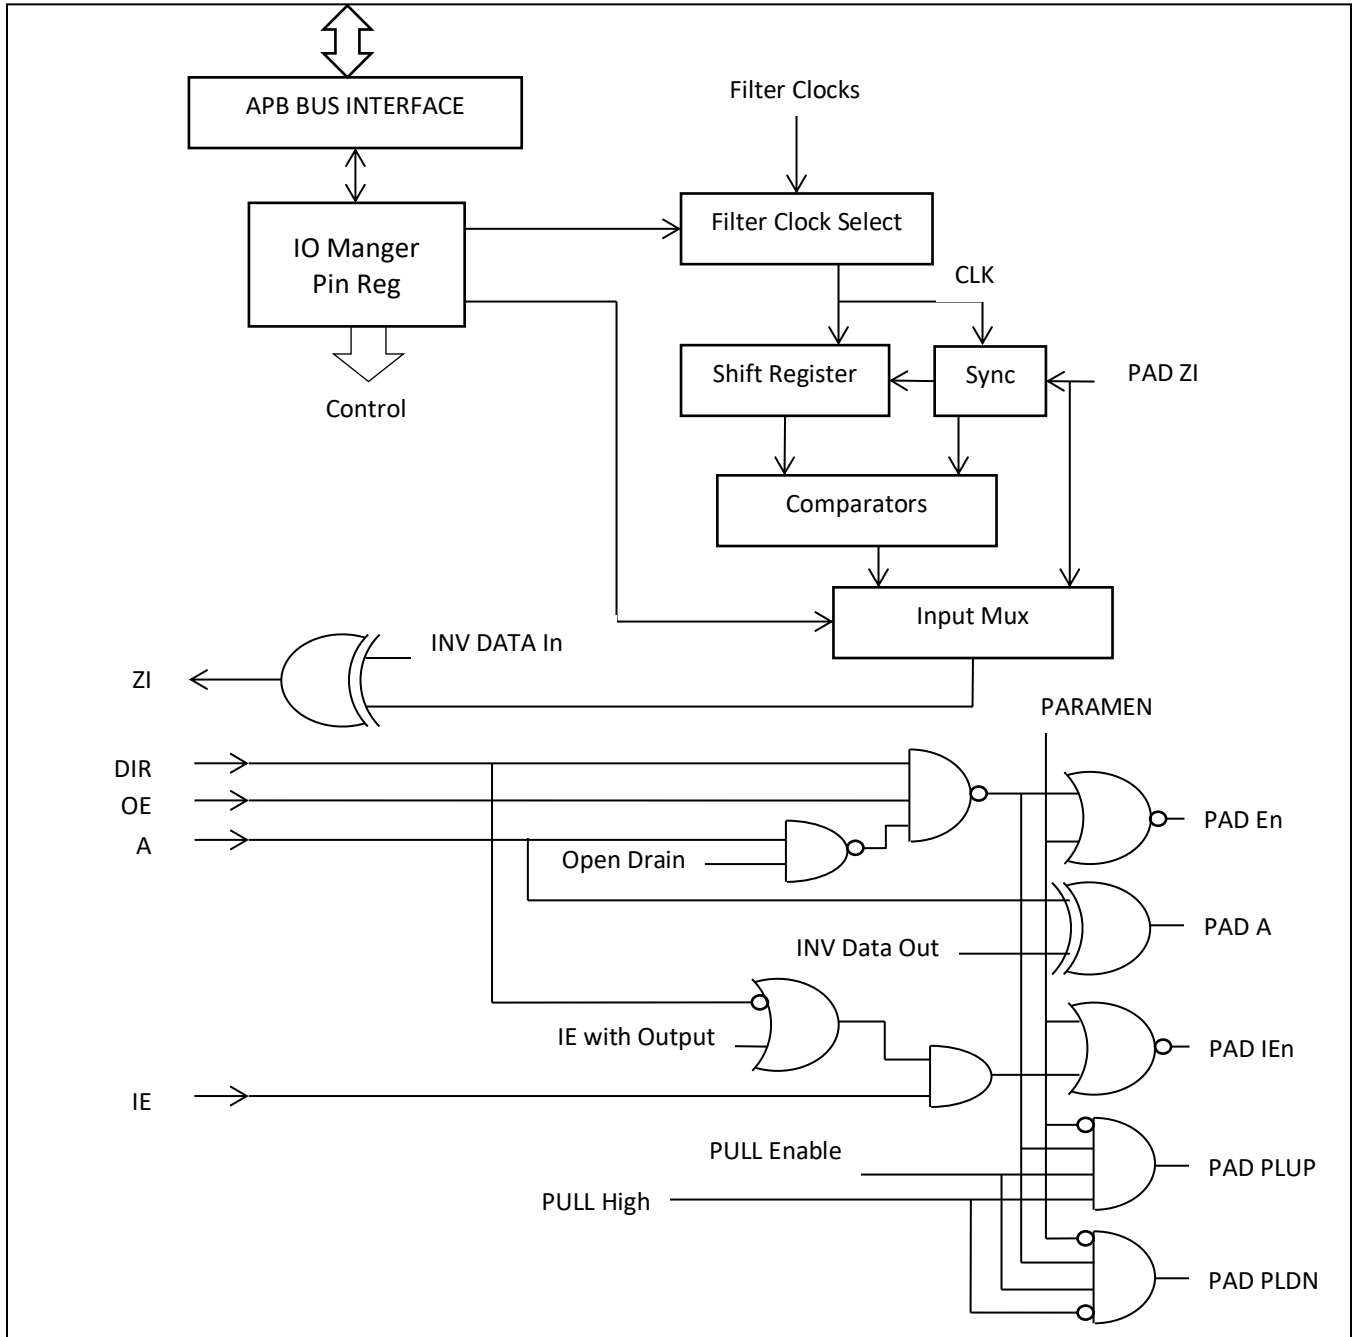 APB BUS INTERFACE
Filter Clocks
IO Manger
Pin Reg
Filter Clock Select
CLK
Control
Shift Register
Sync
PAD ZI
Comparators
Input Mux
INV DATA In
ZI
PARAMEN
DIR
OE
A
Open Drain
PAD En
INV Data Out
PAD A
IE with Output
PAD IEn
IE
PULL Enable
PAD PLUP
PULL High
PAD PLDN